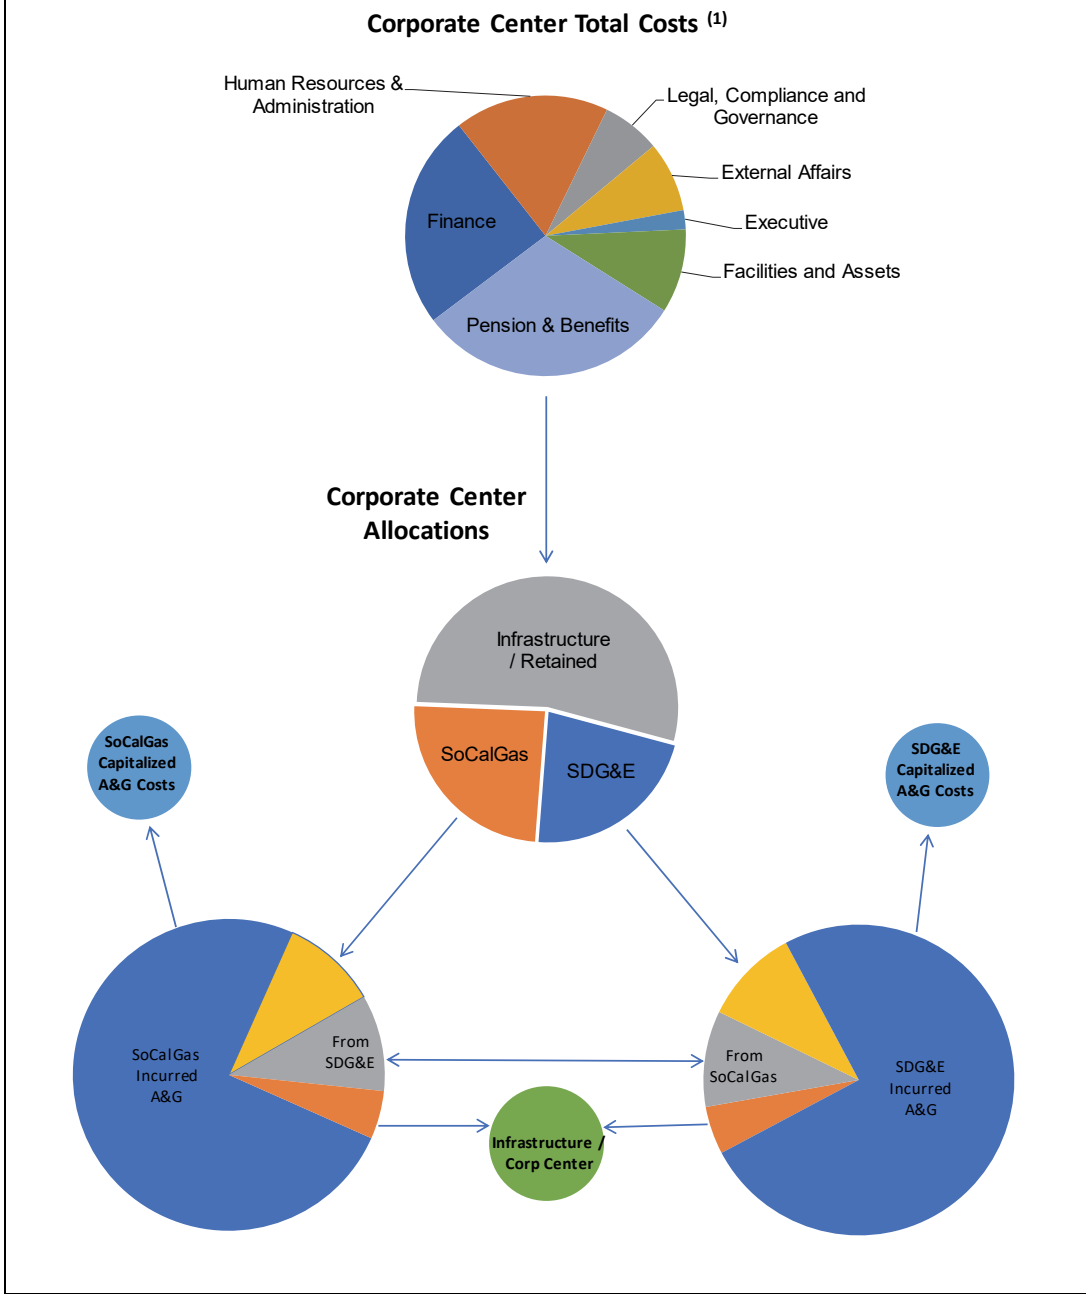 Corporate Center Total Costs (1)
Human Resources &
Administration
Legal, Compliance and
Governance
External Affairs
Finance
Executive
Facilities and Assets
Pension & Benefits
Corporate Center
Allocations
Infrastructure
/ Retained
SoCalGas
SDG&E
SoCalGas
Capitalized
A&G Costs
SDG&E
Capitalized
A&G Costs
SoCalGas
Incurred
A&G
From
SDG&E
From
SoCalGas
SDG&E
Incurred
A&G
Infrastructure /
Corp Center